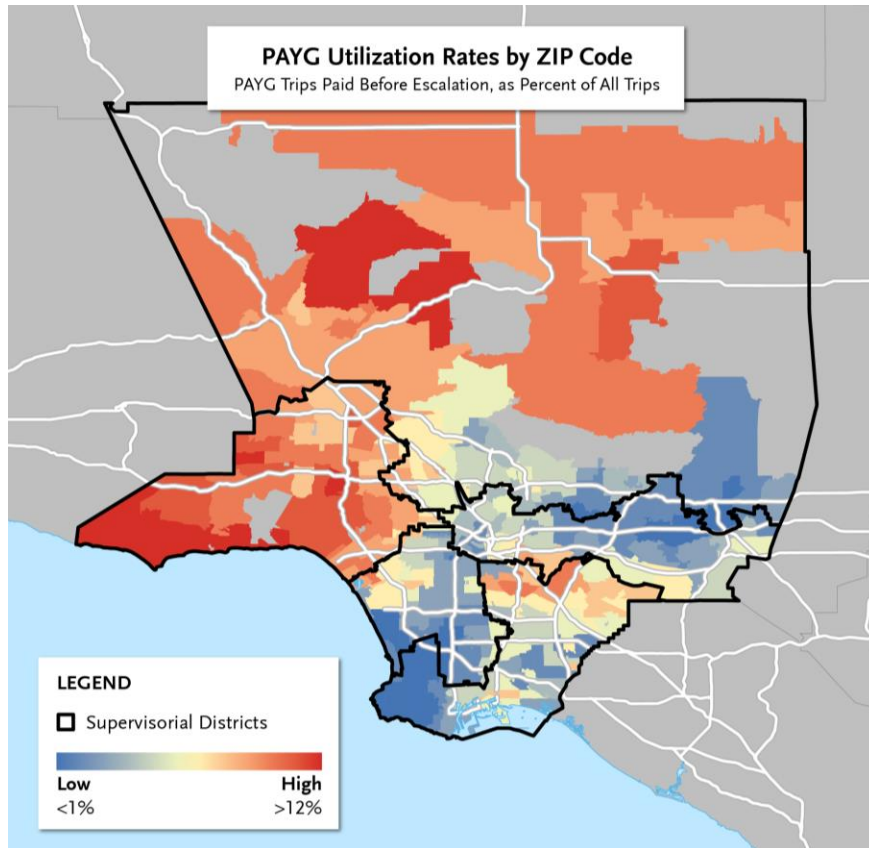 PAYG Utilization Rates by ZIP Code
PAYG Trips Paid Before Escalation, as Percent of All Trips
LEGEND
Supervisorial Districts
Low
High
<1%
>12%